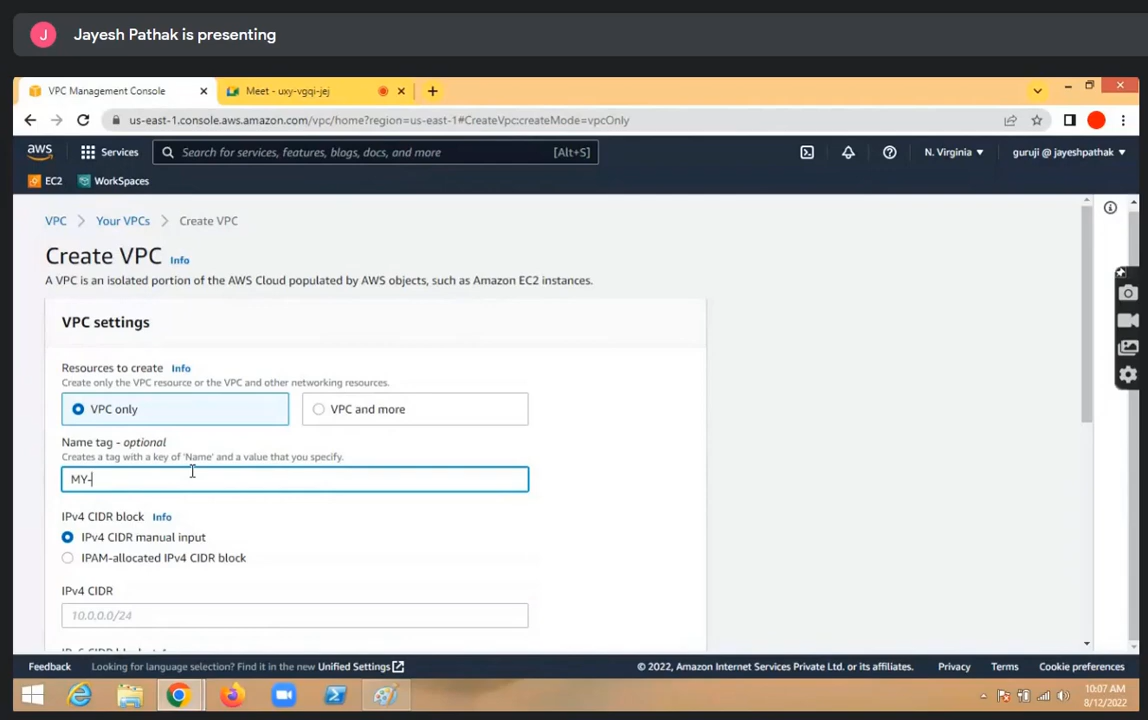 J Jayesh Pathak is presenting
VPC Management Console
Meet - uxy-vgqi-jej
us-east-1.console.aws.amazon.com/vpc/home?region=us-east-1#CreateVpc:createMode=vpcOnly
aws Services Search for services, features, blogs, docs, and more [Alt+S] N. Virginia guruji @ jayeshpathak
EC2 WorkSpaces
VPC Your VPCs Create VPC
Create VPC Info
A VPC is an isolated portion of the AWS Cloud populated by AWS objects, such as Amazon EC2 instances.
VPC settings
Resources to create Info
Create only the VPC resource or the VPC and other networking resources.
VPC only VPC and more
Name tag - optional
Creates a tag with a key of 'Name' and a value that you specify.
MY-
IPv4 CIDR block Info
IPv4 CIDR manual input
IPAM-allocated IPv4 CIDR block
IPv4 CIDR
10.0.0.0/24
Feedback Looking for language selection? Find it in the new Unified Settings © 2022, Amazon Internet Services Private Ltd. or its affiliates. Privacy Terms Cookie preferences
10:07 AM
8/12/2022